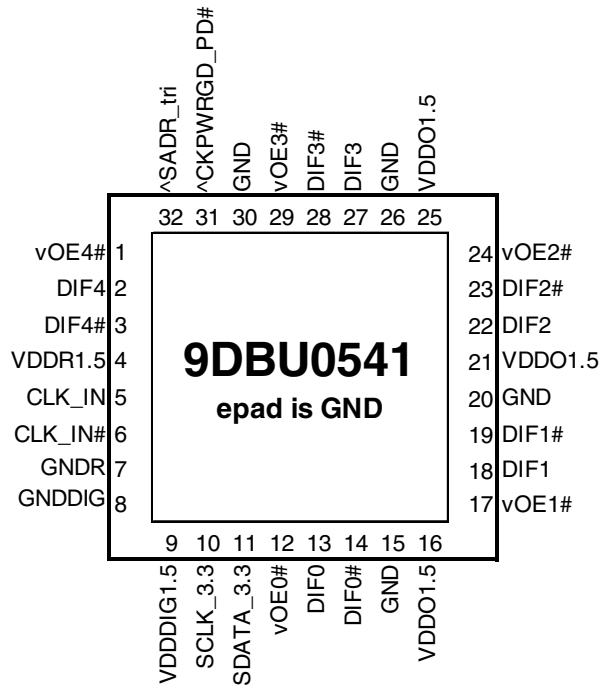 ^SADR_tri
^CKPWRGD_PD#
GND
vOE3#
DIF3#
DIF3
GND
VDDO1.5
32 31 30 29 28 27 26 25
vOE4# 1
DIF4 2
DIF4# 3
VDDR1.5 4
CLK_IN 5
CLK_IN# 6
GNDR 7
GNDDIG 8
9DBU0541
epad is GND
24 vOE2#
23 DIF2#
22 DIF2
21 VDDO1.5
20 GND
19 DIF1#
18 DIF1
17 vOE1#
9 10 11 12 13 14 15 16
VDDDIG1.5
SCLK_3.3
SDATA_3.3
vOE0#
DIF0
DIF0#
GND
VDDO1.5